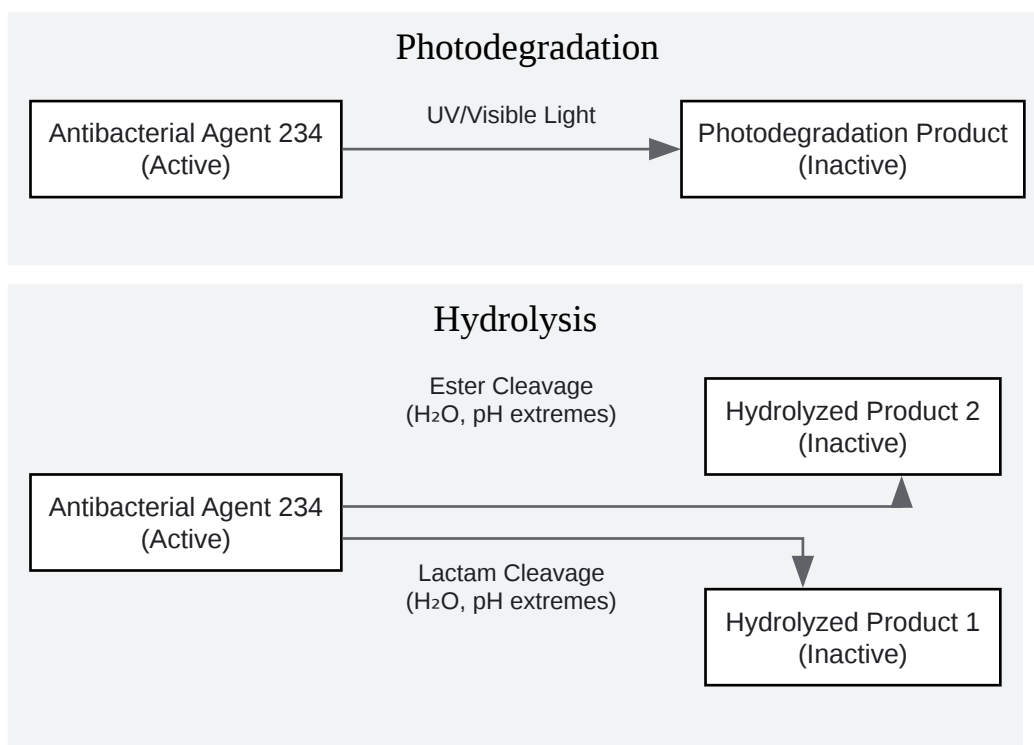 Photodegradation
Antibacterial Agent 234
(Active)
UV/Visible Light
Photodegradation Product
(Inactive)
Hydrolysis
Ester Cleavage
(H₂O, pH extremes)
Hydrolyzed Product 2
(Inactive)
Antibacterial Agent 234
(Active)
Lactam Cleavage
(H₂O, pH extremes)
Hydrolyzed Product 1
(Inactive)